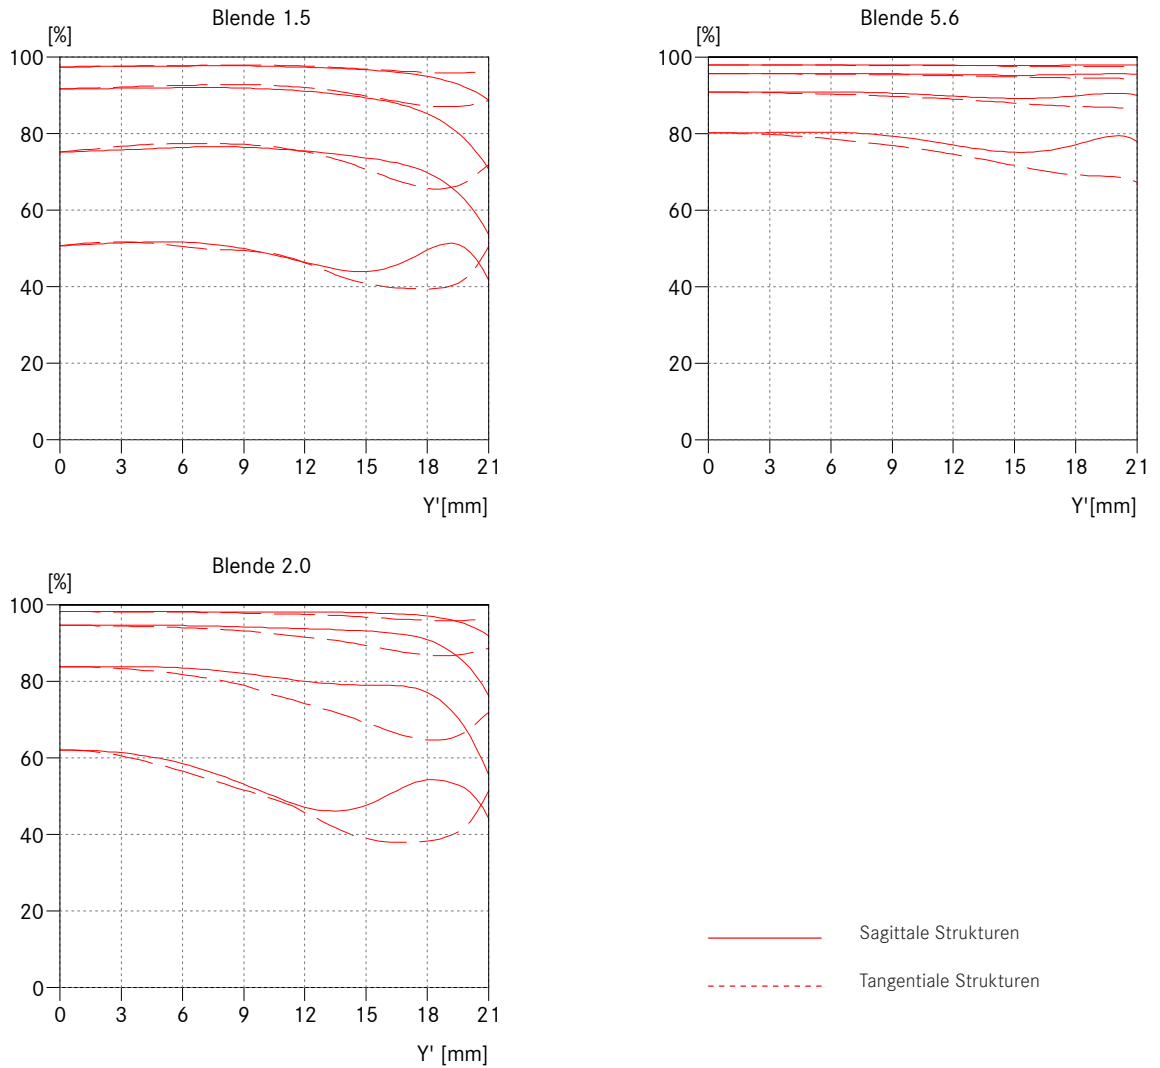 Blende 1.5
[%]
100
80
60
40
20
0
0 3 6 9 12 15 18 21
Y'[mm]
Blende 5.6
[%]
100
80
60
40
20
0
0 3 6 9 12 15 18 21
Y'[mm]
Blende 2.0
[%]
100
80
60
40
20
0
0 3 6 9 12 15 18 21
Y' [mm]
Sagittale Strukturen
Tangentiale Strukturen